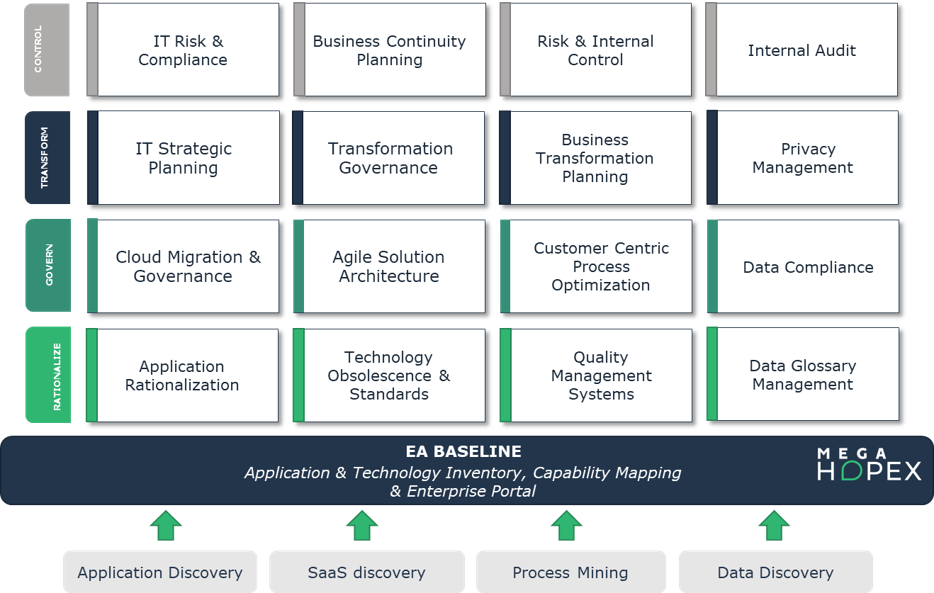 CONTROL
IT Risk &
Compliance
Business Continuity
Planning
Risk & Internal
Control
Internal Audit
TRANSFORM
IT Strategic
Planning
Transformation
Governance
Business
Transformation
Planning
Privacy
Management
GOVERN
Cloud Migration &
Governance
Agile Solution
Architecture
Customer Centric
Process
Optimization
Data Compliance
RATIONALIZE
Application
Rationalization
Technology
Obsolescence &
Standards
Quality
Management
Systems
Data Glossary
Management
EA BASELINE
Application & Technology Inventory, Capability Mapping
& Enterprise Portal
MEGA
HOPEX
Application Discovery
SaaS discovery
Process Mining
Data Discovery